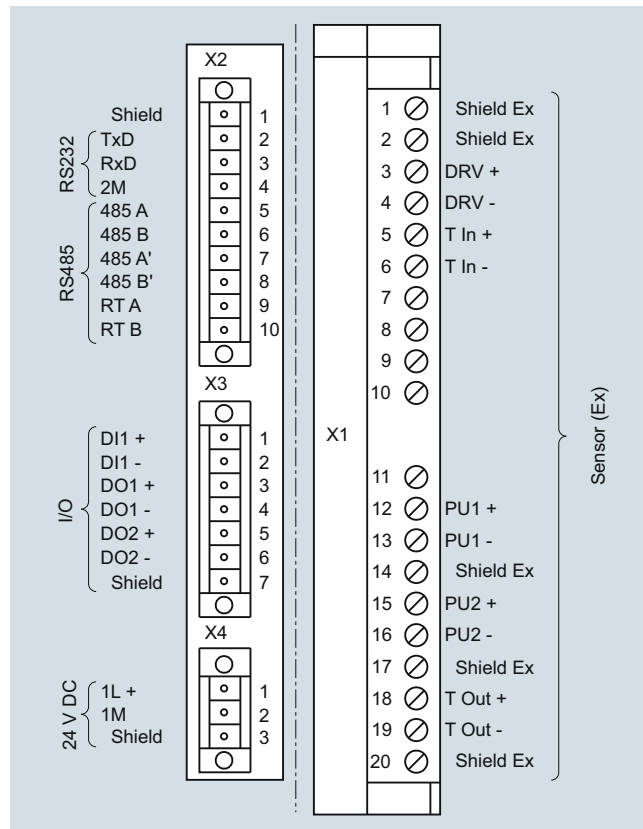 X2
Shield 1
RS232
TxD 2
RxD 3
2M 4
RS485
485 A 5
485 B 6
485 A' 7
485 B' 8
RT A 9
RT B 10
X3
I/O
DI1 + 1
DI1 - 2
DO1 + 3
DO1 - 4
DO2 + 5
DO2 - 6
Shield 7
X4
24 V DC
1L + 1
1M 2
Shield 3
X1
1 Shield Ex
2 Shield Ex
3 DRV +
4 DRV -
5 T In +
6 T In -
7
8
9
10
11
12 PU1 +
13 PU1 -
14 Shield Ex
15 PU2 +
16 PU2 -
17 Shield Ex
18 T Out +
19 T Out -
20 Shield Ex
Sensor (Ex)